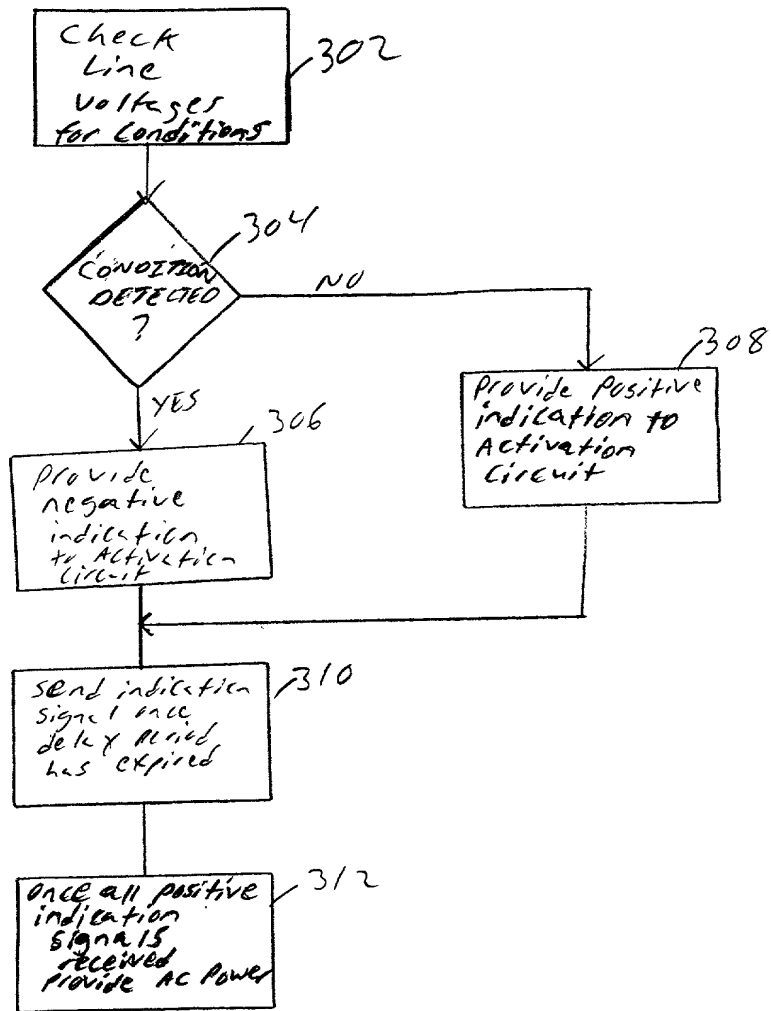 Check
Line
Voltages
for Conditions
302
304
CONDITION
DETECTED
?
NO
YES
308
Provide Positive
indication to
Activation
Circuit
306
Provide
negative
indication
to Activation
Circuit
310
Send indication
signal once
delay period
has expired
312
Once all positive
indication
signals
received
provide AC Power